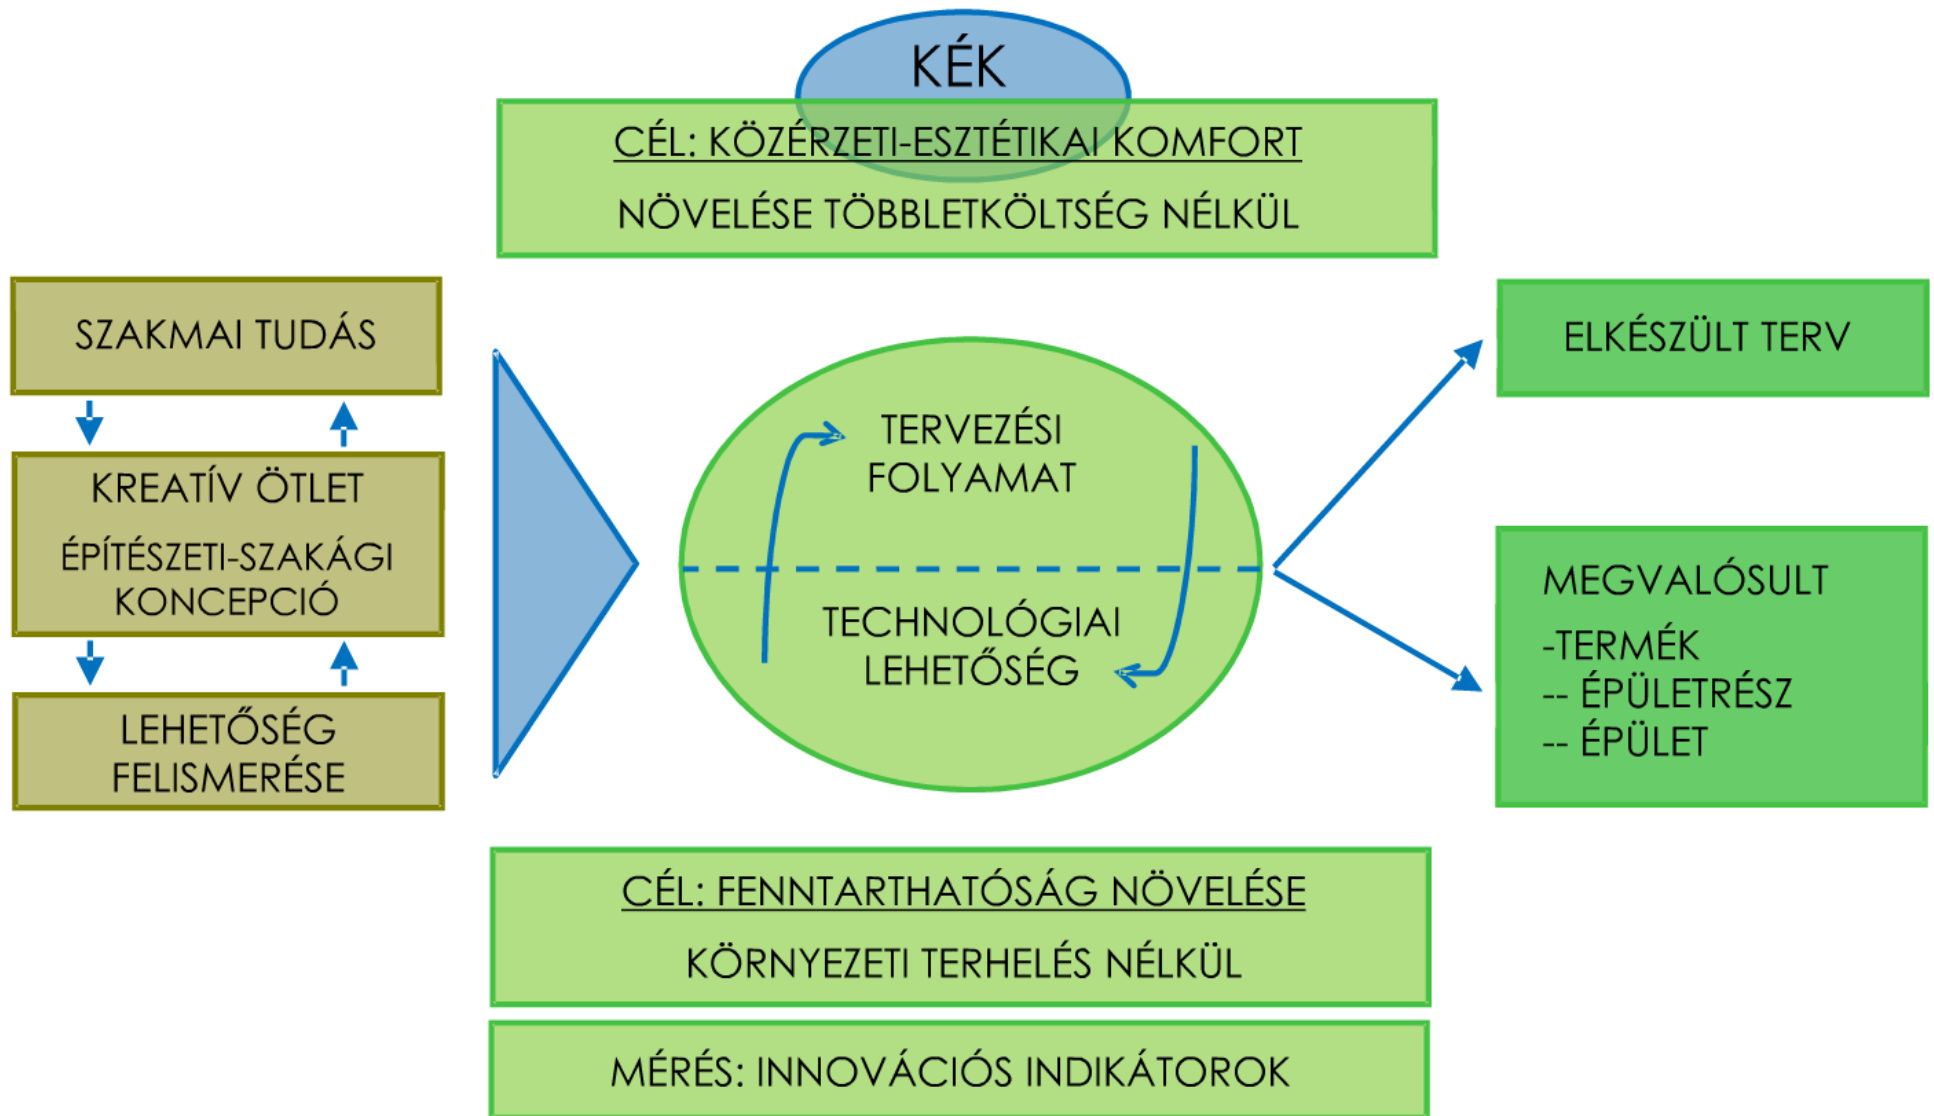 KÉK
CÉL: KÖZÉRZETI-ESZTÉTIKAI KOMFORT
NÖVELÉSE TÖBBLETKÖLTSÉG NÉLKÜL
SZAKMAI TUDÁS
KREATÍV ÖTLET
ÉPÍTÉSZETI-SZAKÁGI
KONCEPCIÓ
LEHETŐSÉG
FELISMERÉSE
TERVEZÉSI
FOLYAMAT
TECHNOLÓGIAI
LEHETŐSÉG
ELKÉSZÜLT TERV
MEGVALÓSULT
-TERMÉK
-- ÉPÜLETRÉSZ
-- ÉPÜLET
CÉL: FENNTARTHATÓSÁG NÖVELÉSE
KÖRNYEZETI TERHELÉS NÉLKÜL
MÉRÉS: INNOVÁCIÓS INDIKÁTOROK